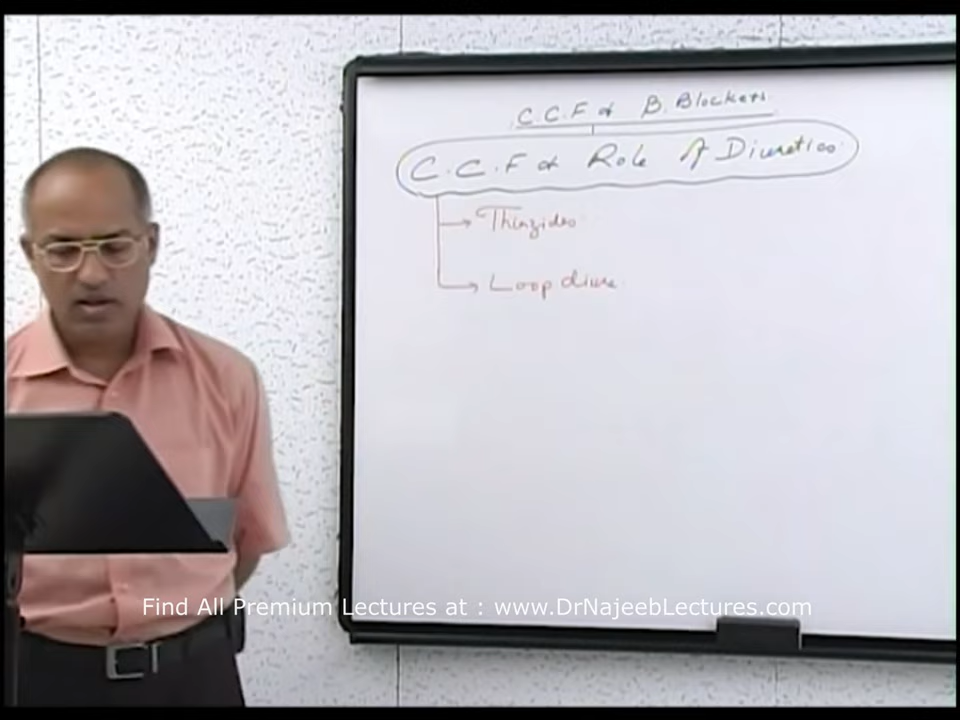 C.C.F & B. Blockers
C.C.F & Role of Diuretics
Thiazides
Loop diure
Find All Premium Lectures at : www.DrNajeebLectures.com